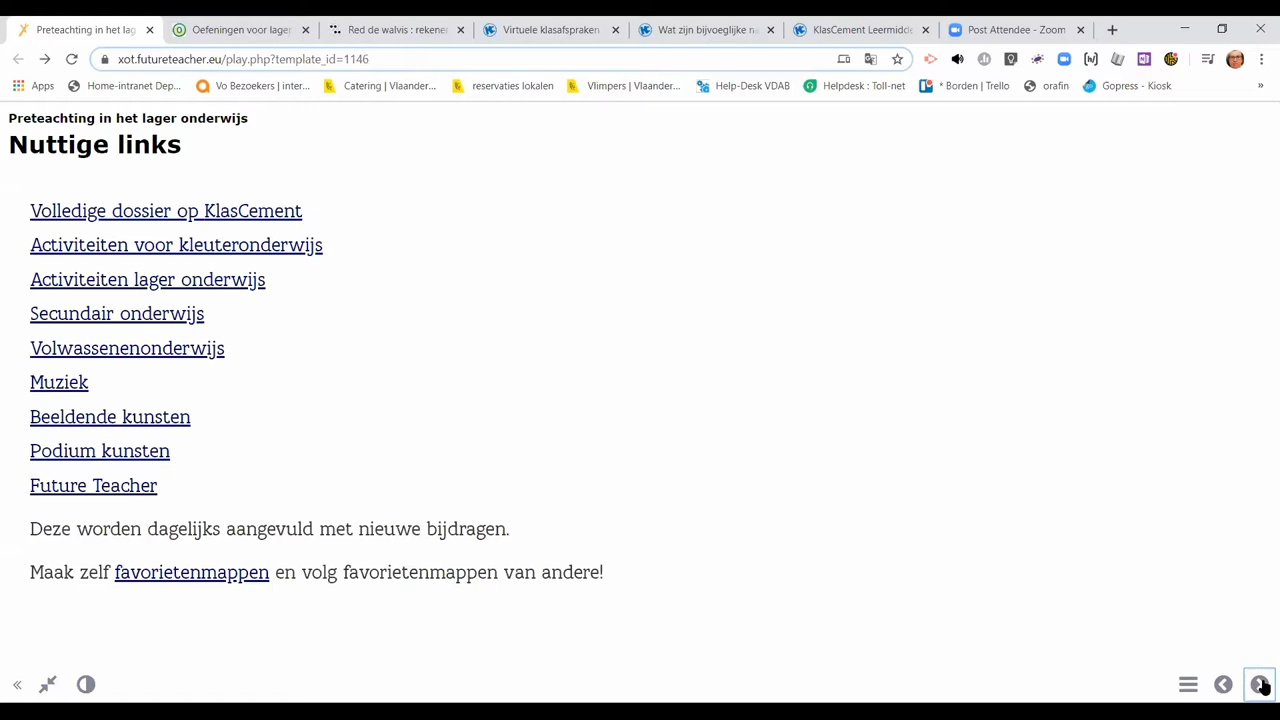 Preteachting in het lag
Oefeningen voor lager
Red de walvis : rekene
Virtuele klasafspraken
Wat zijn bijvoeglijke n
KlasCement Leermidde
Post Attendee - Zoom
xot.futureteacher.eu/play.php?template_id=1146
Apps
Home-intranet Dep...
Vo Bezoekers | inter...
Catering | Vlaander...
reservaties lokalen
Vlimpers | Vlaander...
Help-Desk VDAB
Helpdesk : Toll-net
* Borden | Trello
orafin
Gopress - Kiosk
»
Preteachting in het lager onderwijs
Nuttige links
Volledige dossier op KlasCement
Activiteiten voor kleuteronderwijs
Activiteiten lager onderwijs
Secundair onderwijs
Volwassenenonderwijs
Muziek
Beeldende kunsten
Podium kunsten
Future Teacher
Deze worden dagelijks aangevuld met nieuwe bijdragen.
Maak zelf favorietenmappen en volg favorietenmappen van andere!